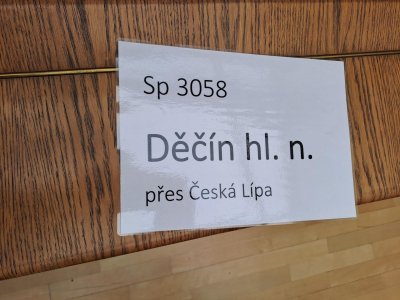 Sp 3058
Děčín hl. n.
přes Česká Lípa